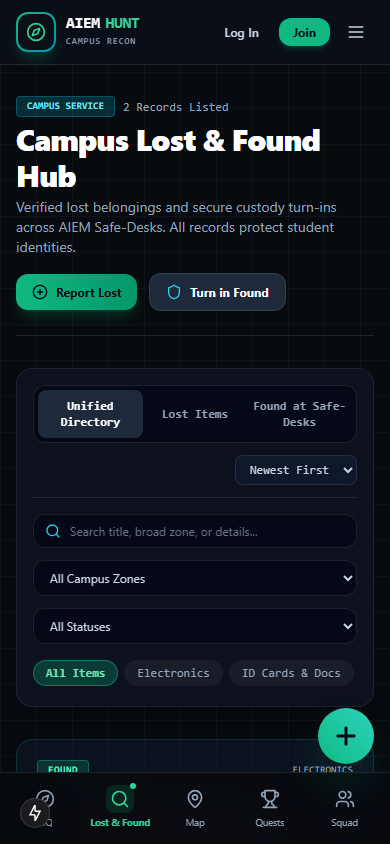 AIEM HUNT
CAMPUS RECON
Log In
Join
CAMPUS SERVICE
2 Records Listed
Campus Lost & Found
Hub
Verified lost belongings and secure custody turn-ins
across AIEM Safe-Desks. All records protect student
identities.
Report Lost
Turn in Found
Unified
Directory
Lost Items
Found at Safe-
Desks
Newest First
Search title, broad zone, or details...
All Campus Zones
All Statuses
All Items
Electronics
ID Cards & Docs
FOUND
ELECTRONICS
Lost & Found
Map
Quests
Squad